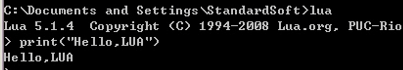 C:\Documents and Settings\StandardSoft>lua
Lua 5.1.4  Copyright (C) 1994-2008 Lua.org, PUC-Rio
> print("Hello,LUA")
Hello,LUA